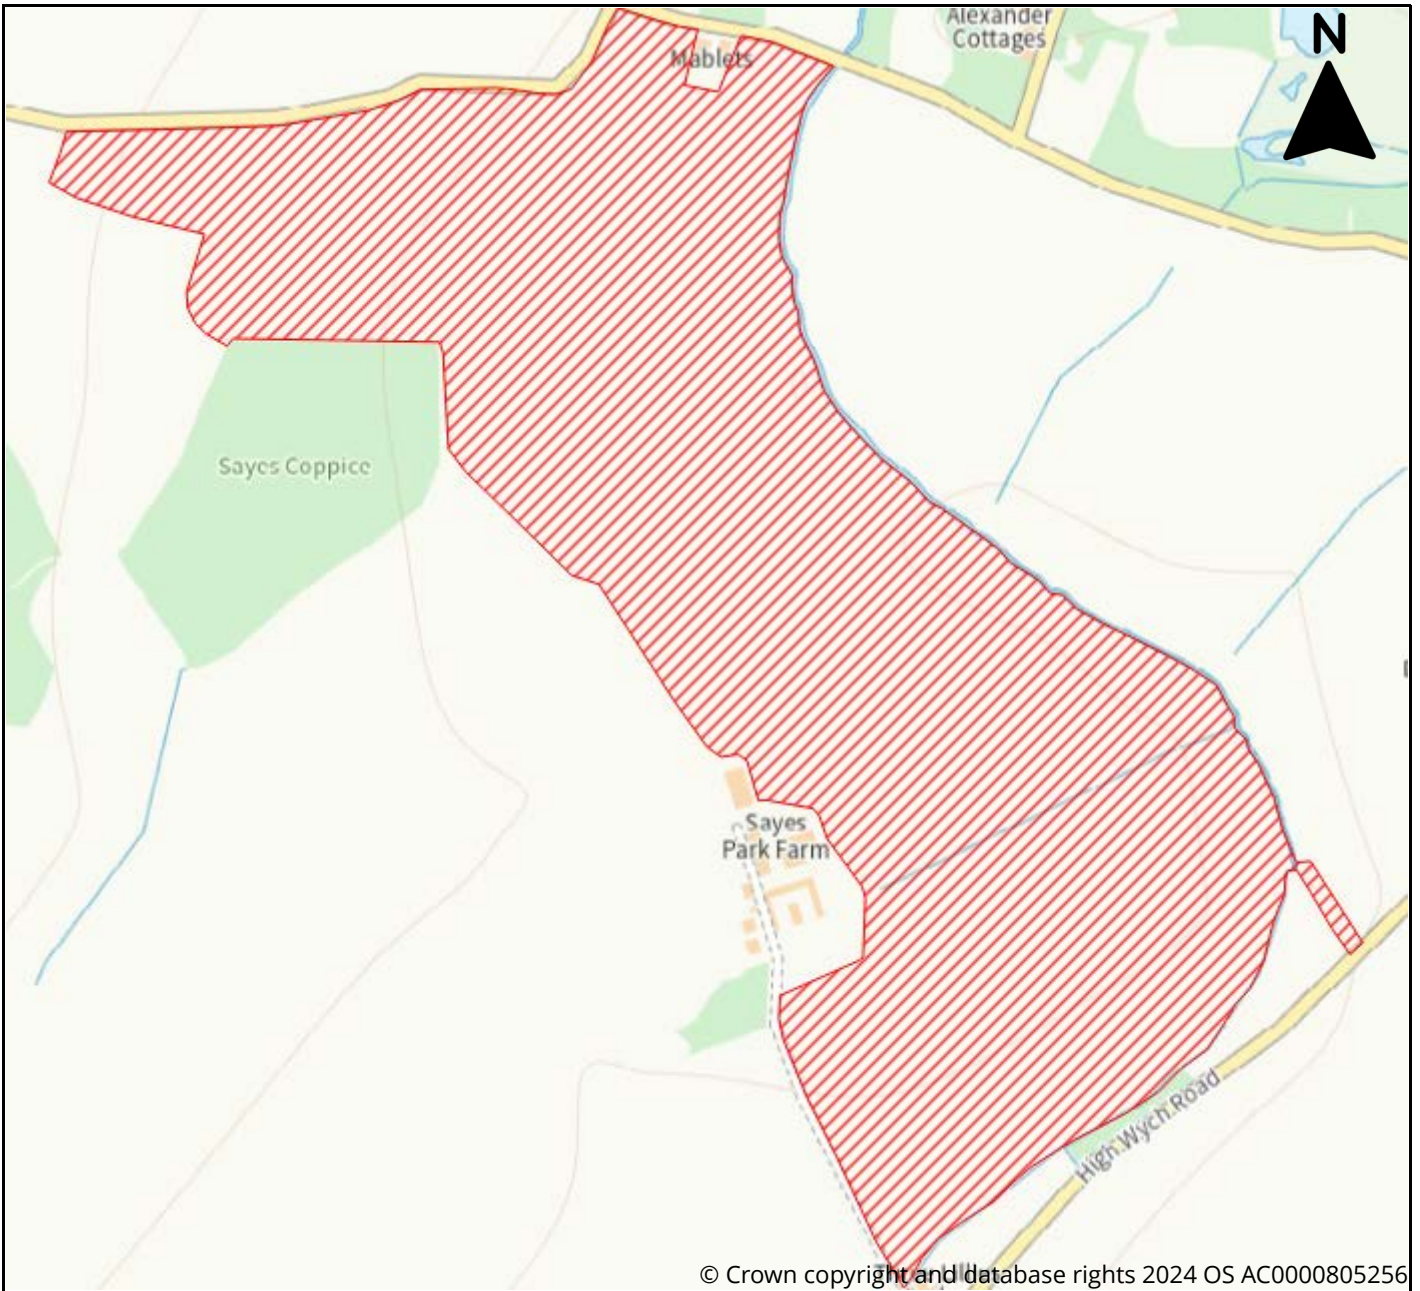 Alexander
Cottages
N
Mablets
Sayes Coppice
Sayes
Park Farm
High Wych Road
© Crown copyright and database rights 2024 OS AC0000805256